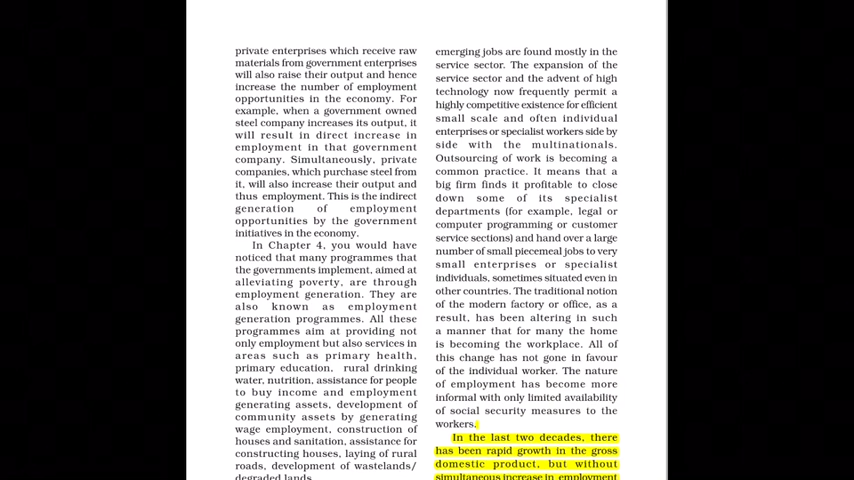 private enterprises which receive raw
materials from government enterprises
will also raise their output and hence
increase the number of employment
opportunities in the economy. For
example, when a government owned
steel company increases its output, it
will result in direct increase in
employment in that government
company. Simultaneously, private
companies, which purchase steel from
it, will also increase their output and
thus employment. This is the indirect
generation of employment
opportunities by the government
initiatives in the economy.
In Chapter 4, you would have
noticed that many programmes that
the governments implement, aimed at
alleviating poverty, are through
employment generation. They are
also known as employment
generation programmes. All these
programmes aim at providing not
only employment but also services in
areas such as primary health,
primary education, rural drinking
water, nutrition, assistance for people
to buy income and employment
generating assets, development of
community assets by generating
wage employment, construction of
houses and sanitation, assistance for
constructing houses, laying of rural
roads, development of wastelands/
degraded lands.
emerging jobs are found mostly in the
service sector. The expansion of the
service sector and the advent of high
technology now frequently permit a
highly competitive existence for efficient
small scale and often individual
enterprises or specialist workers side by
side with the multinationals.
Outsourcing of work is becoming a
common practice. It means that a
big firm finds it profitable to close
down some of its specialist
departments (for example, legal or
computer programming or customer
service sections) and hand over a large
number of small piecemeal jobs to very
small enterprises or specialist
individuals, sometimes situated even in
other countries. The traditional notion
of the modern factory or office, as a
result, has been altering in such
a manner that for many the home
is becoming the workplace. All of
this change has not gone in favour
of the individual worker. The nature
of employment has become more
informal with only limited availability
of social security measures to the
workers.
In the last two decades, there
has been rapid growth in the gross
domestic product, but without
simultaneous increase in employment